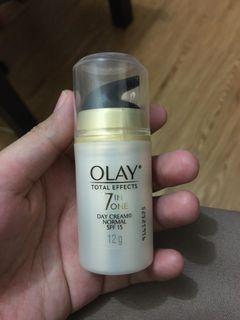 OLAY®
TOTAL EFFECTS
7 IN ONE
DAY CREAM
NORMAL
SPF 15
12g